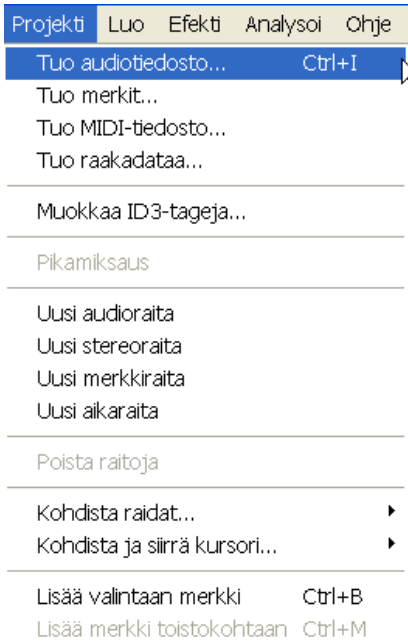 Projekti Luo Efekti Analysoi Ohje
Tuo audiotiedosto... Ctrl+I
Tuo merkit...
Tuo MIDI-tiedosto...
Tuo raakadataa...
Muokkaa ID3-tageja...
Pikamiksaus
Uusi audioraita
Uusi stereoraita
Uusi merkkiraita
Uusi aikaraita
Poista raitoja
Kohdista raidat...
Kohdista ja siirrä kursori...
Lisää valintaan merkki Ctrl+B
Lisää merkki toistokohtaan Ctrl+M